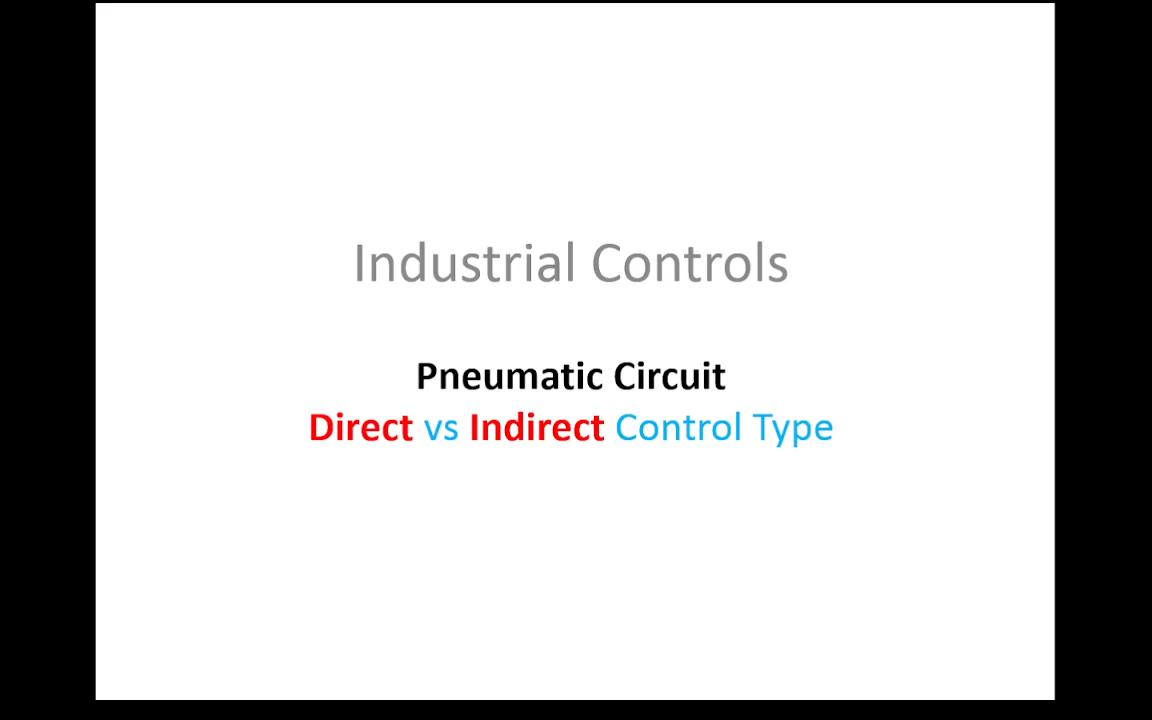 Industrial Controls
Pneumatic Circuit
Direct vs Indirect Control Type